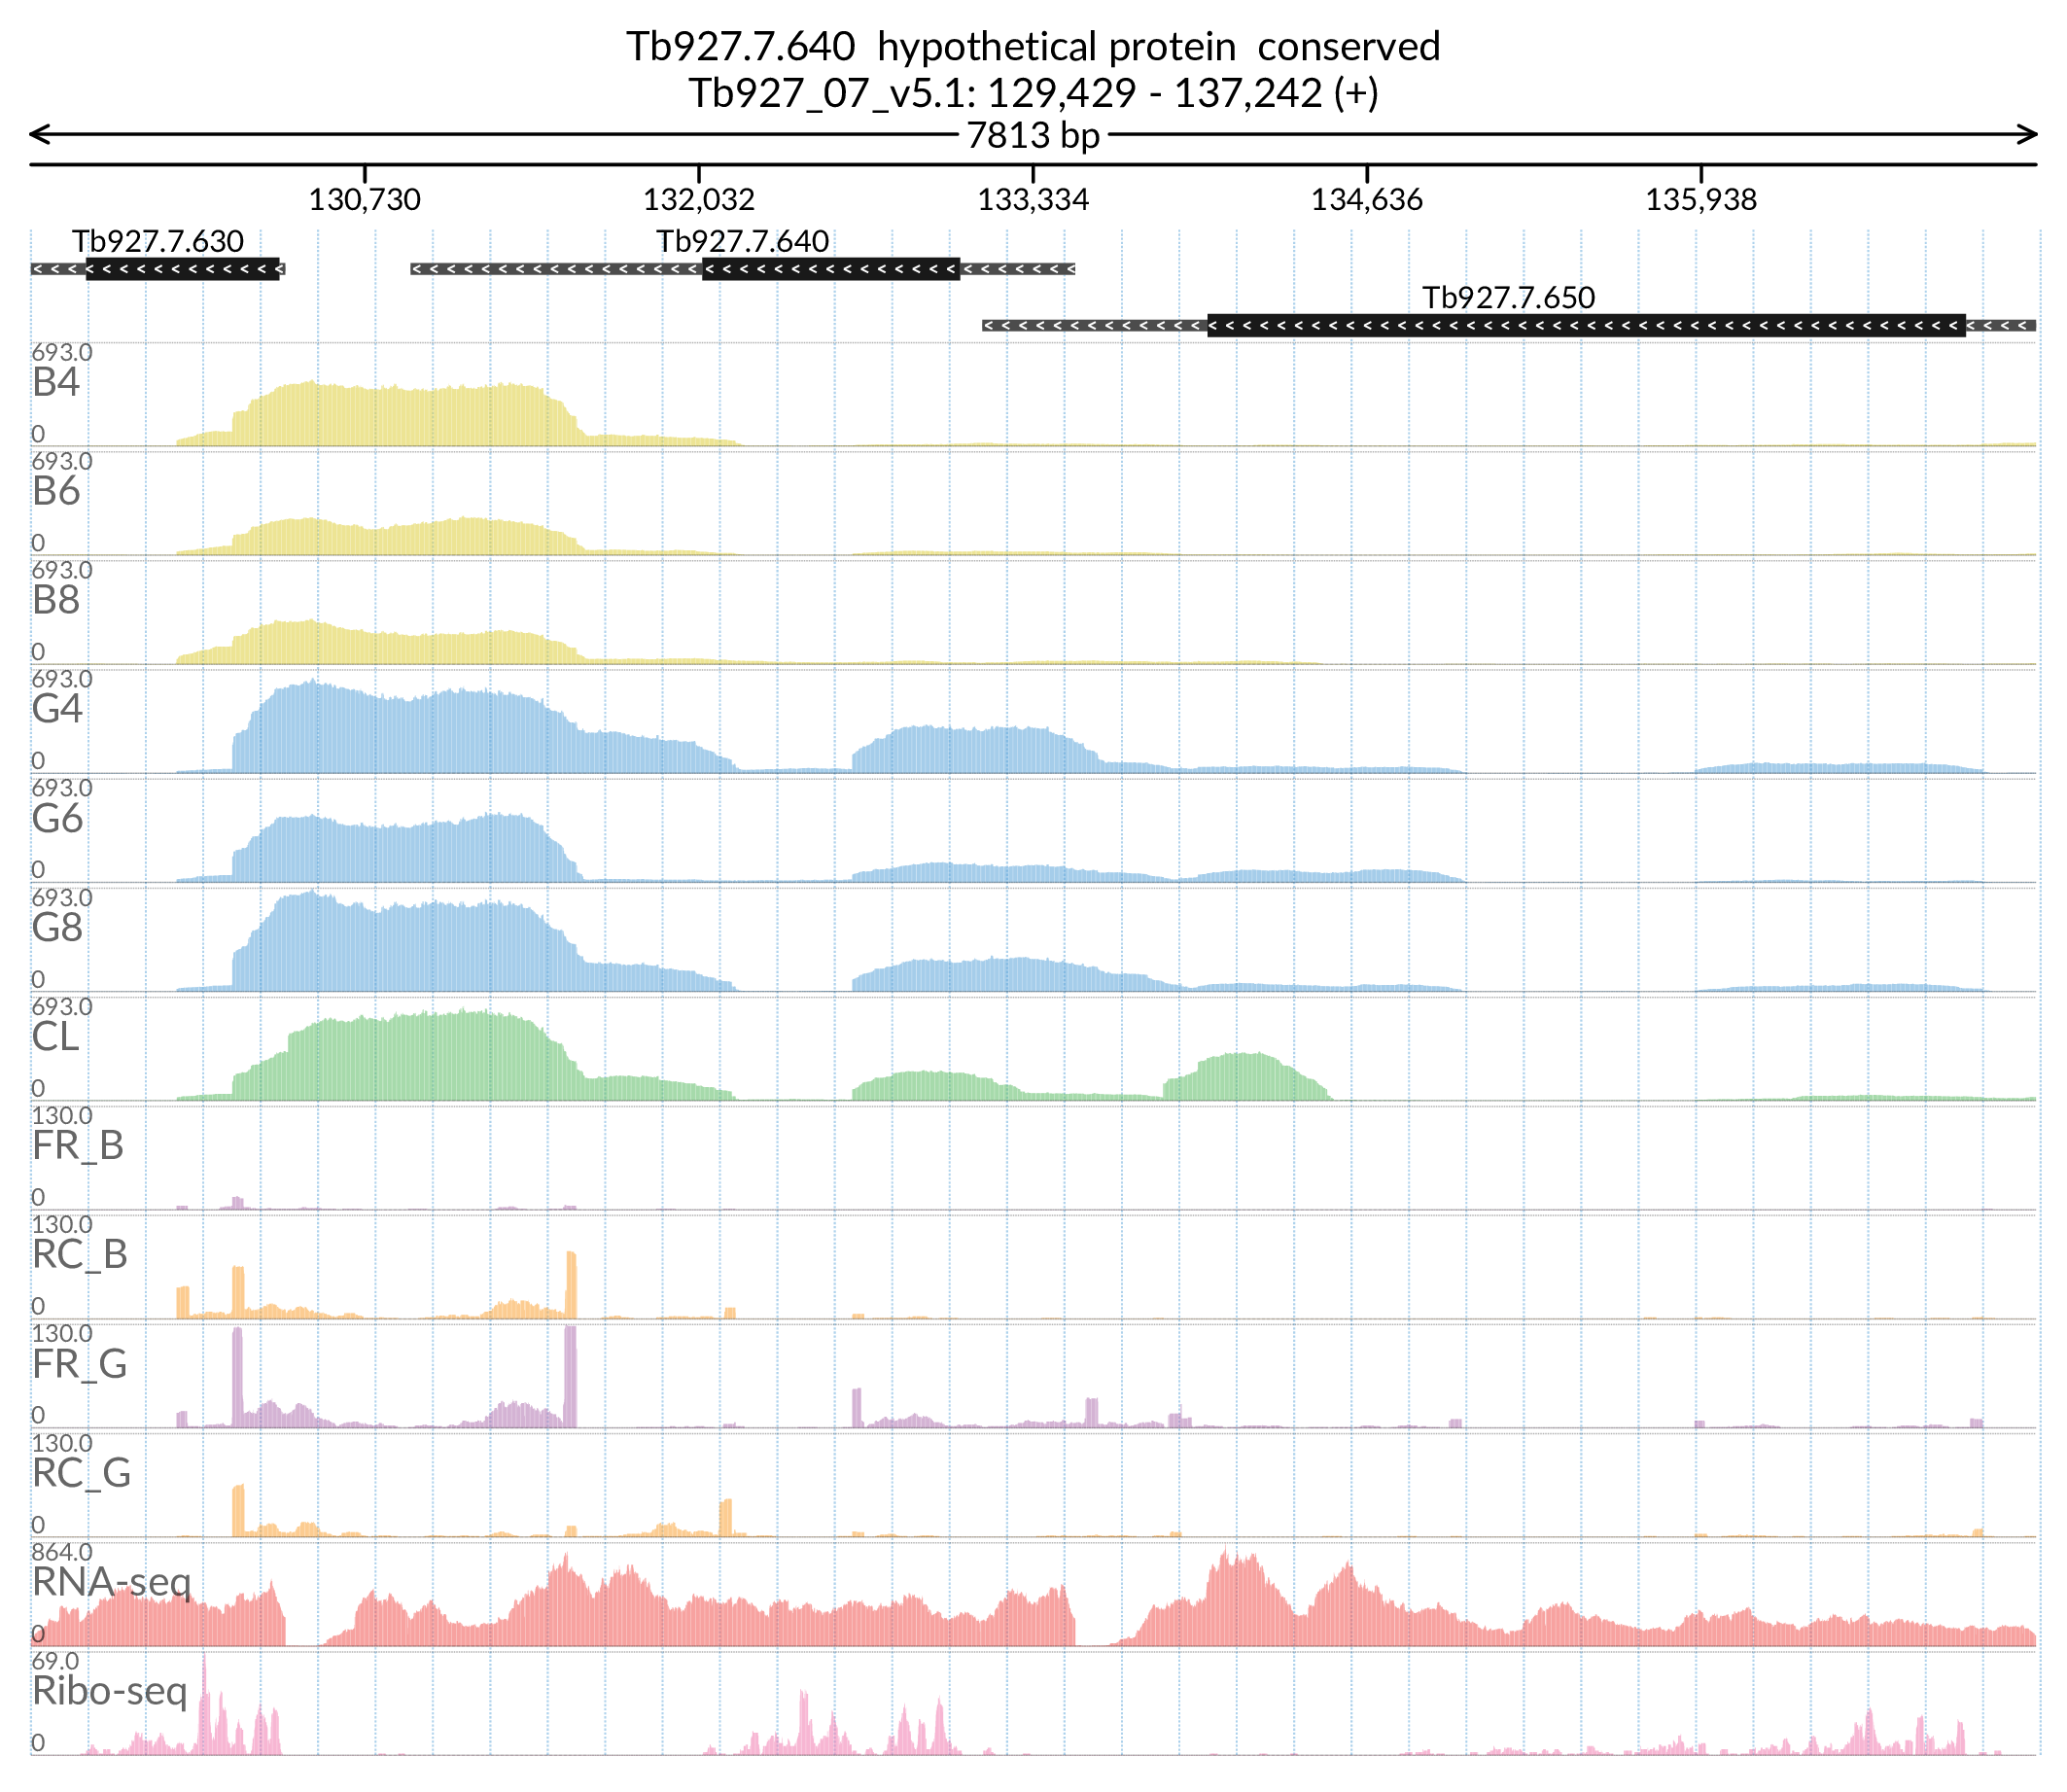 Tb927.7.640 hypothetical protein conserved
Tb927_07_v5.1: 129,429 - 137,242 (+)
7813 bp
130,730 132,032 133,334 134,636 135,938
Tb927.7.630 Tb927.7.640
Tb927.7.650
693.0
B4
0
693.0
B6
0
693.0
B8
0
693.0
G4
0
693.0
G6
0
693.0
G8
0
693.0
CL
0
130.0
FR_B
0
130.0
RC_B
0
130.0
FR_G
0
130.0
RC_G
0
864.0
RNA-seq
0
69.0
Ribo-seq
0